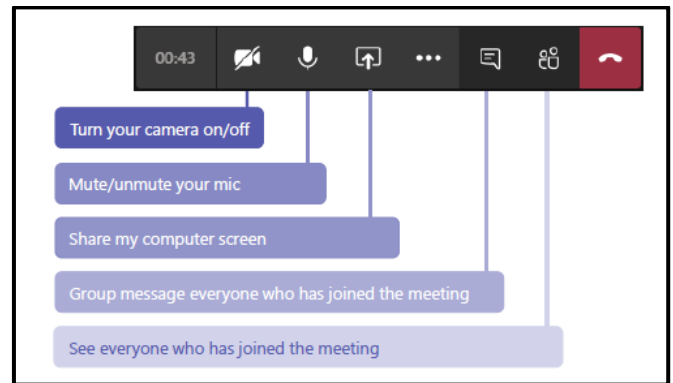 00:43
Turn your camera on/off
Mute/unmute your mic
Share my computer screen
Group message everyone who has joined the meeting
See everyone who has joined the meeting